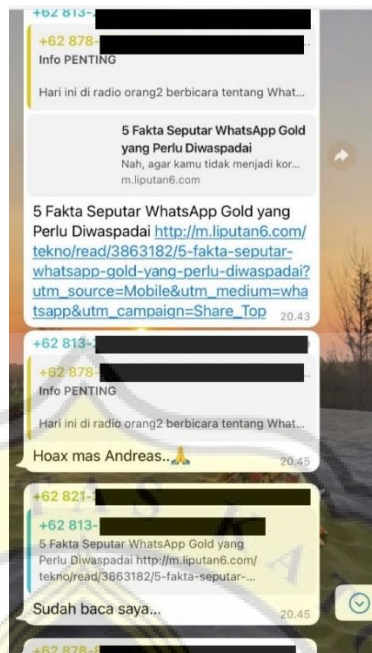 +62 813-
+62 878-
Info PENTING
Hari ini di radio orang2 berbicara tentang What...
5 Fakta Seputar WhatsApp Gold
yang Perlu Diwaspadai
Nah, agar kamu tidak menjadi kor...
m.liputan6.com
5 Fakta Seputar WhatsApp Gold yang
Perlu Diwaspadai http://m.liputan6.com/
tekno/read/3863182/5-fakta-seputar-
whatsapp-gold-yang-perlu-diwaspadai?
utm_source=Mobile&utm_medium=wha
tsapp&utm_campaign=Share_Top 20.43
+62 813-
+62 878-
Info PENTING
Hari ini di radio orang2 berbicara tentang What...
Hoax mas Andreas..🙏 20.45
+62 821-
+62 813-
5 Fakta Seputar WhatsApp Gold yang
Perlu Diwaspadai http://m.liputan6.com/
tekno/read/3863182/5-fakta-seputar-...
Sudah baca saya... 20.45
+62 878-8